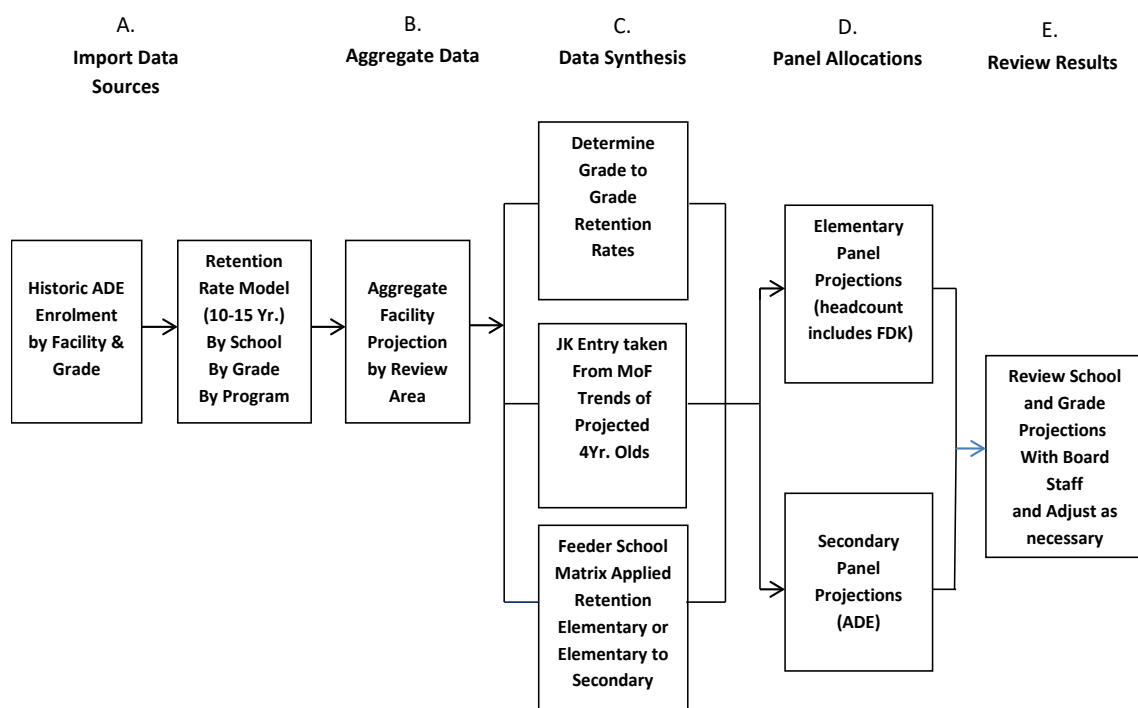 A.
Import Data
Sources
B.
Aggregate Data
C.
Data Synthesis
D.
Panel Allocations
E.
Review Results
Historic ADE
Enrolment
by Facility &
Grade
Retention
Rate Model
(10-15 Yr.)
By School
By Grade
By Program
Aggregate
Facility
Projection
by Review
Area
Determine
Grade to
Grade
Retention
Rates
JK Entry taken
From MoF
Trends of
Projected
4Yr. Olds
Feeder School
Matrix Applied
Retention
Elementary or
Elementary to
Secondary
Elementary
Panel
Projections
(headcount
includes FDK)
Secondary
Panel
Projections
(ADE)
Review School
and Grade
Projections
With Board
Staff
and Adjust as
necessary